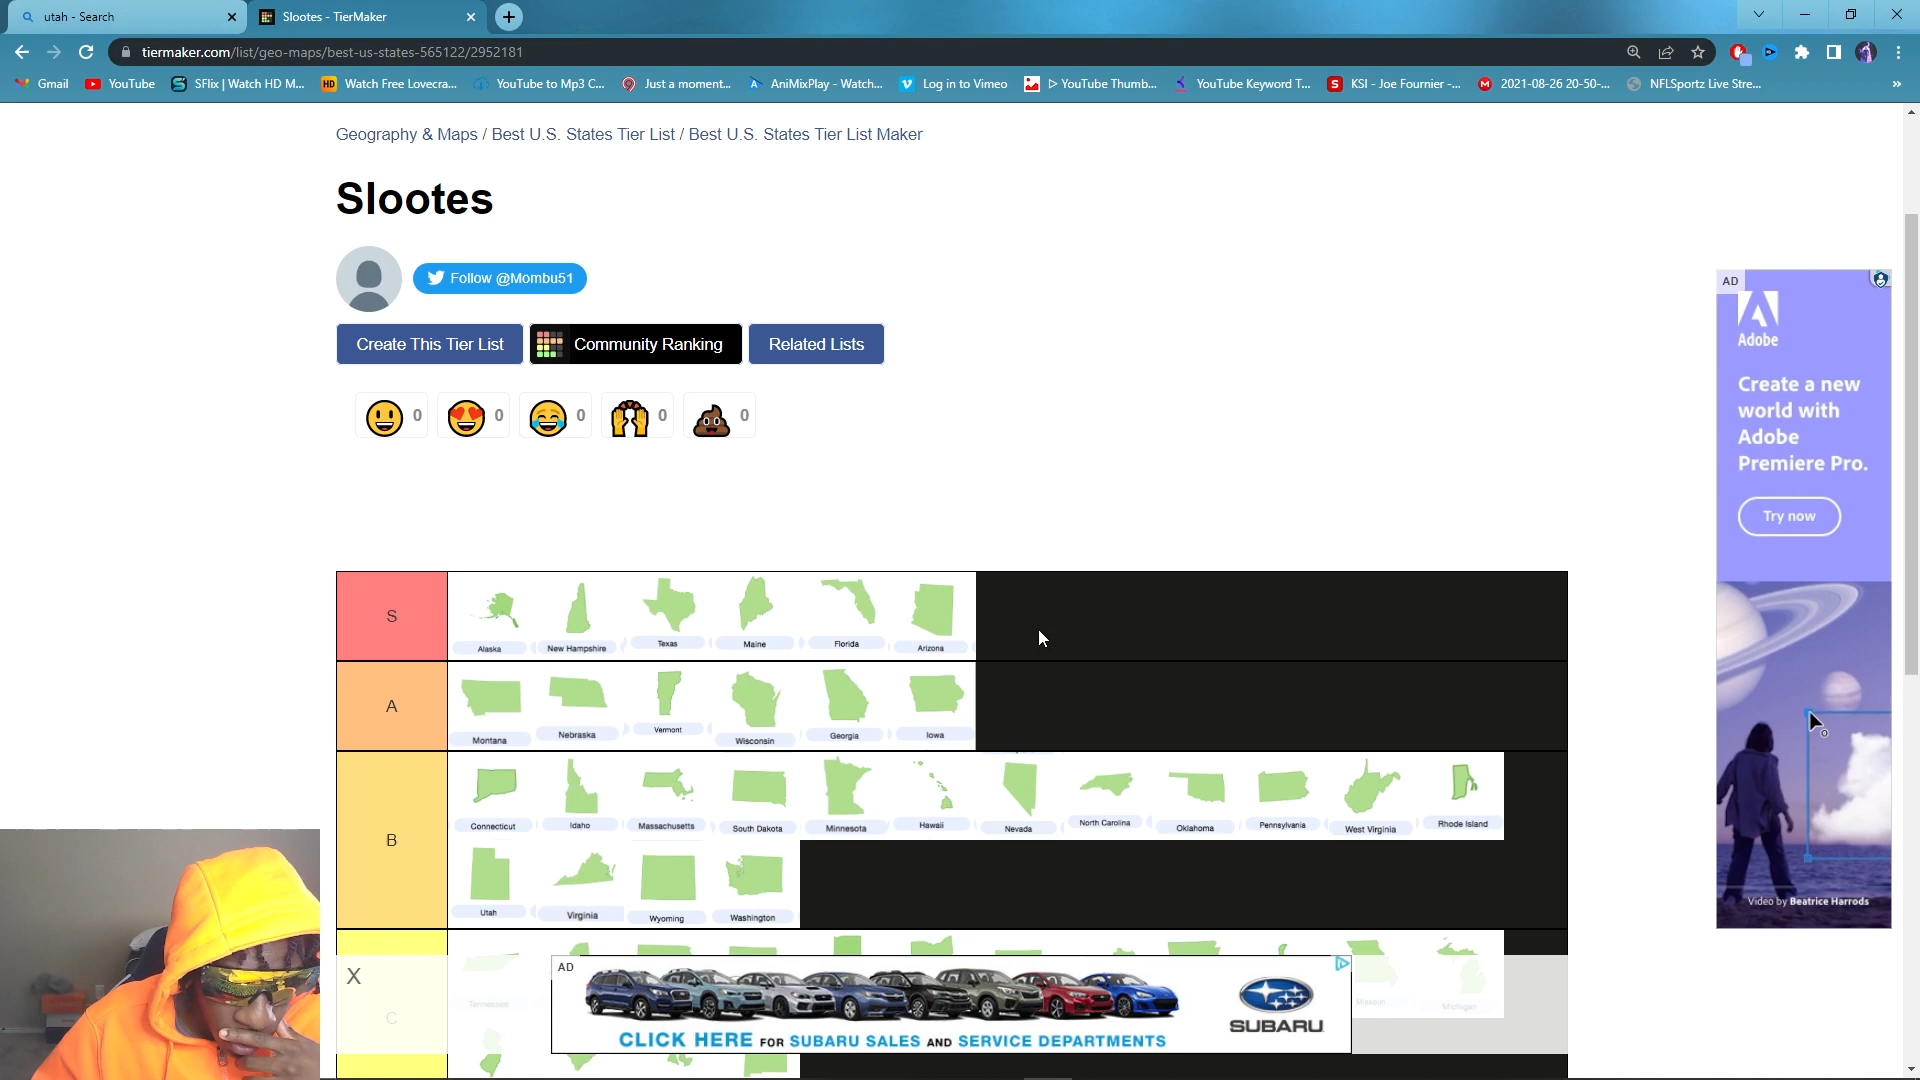 utah - Search
Slootes - TierMaker
tiermaker.com/list/geo-maps/best-us-states-565122/2952181
Gmail
YouTube
SFlix | Watch HD M...
Watch Free Lovecra...
YouTube to Mp3 C...
Just a moment...
AniMixPlay - Watch...
Log in to Vimeo
▷ YouTube Thumb...
YouTube Keyword T...
KSI - Joe Fournier -...
2021-08-26 20-50-...
NFLSportz Live Stre...
»
Geography & Maps / Best U.S. States Tier List / Best U.S. States Tier List Maker
Slootes
Follow @Mombu51
Create This Tier List
Community Ranking
Related Lists
0 0 0 0 0
AD
Adobe
Create a new
world with
Adobe
Premiere Pro.
Try now
Video by Beatrice Harrods
S
Alaska New Hampshire Texas Maine Florida Arizona
A
Montana Nebraska Vermont Wisconsin Georgia Iowa
B
Connecticut Idaho Massachusetts South Dakota Minnesota Hawaii Nevada North Carolina Oklahoma Pennsylvania West Virginia Rhode Island
Utah Virginia Wyoming Washington
C
Tennessee Missouri Michigan
X
AD
SUBARU
CLICK HERE FOR SUBARU SALES AND SERVICE DEPARTMENTS